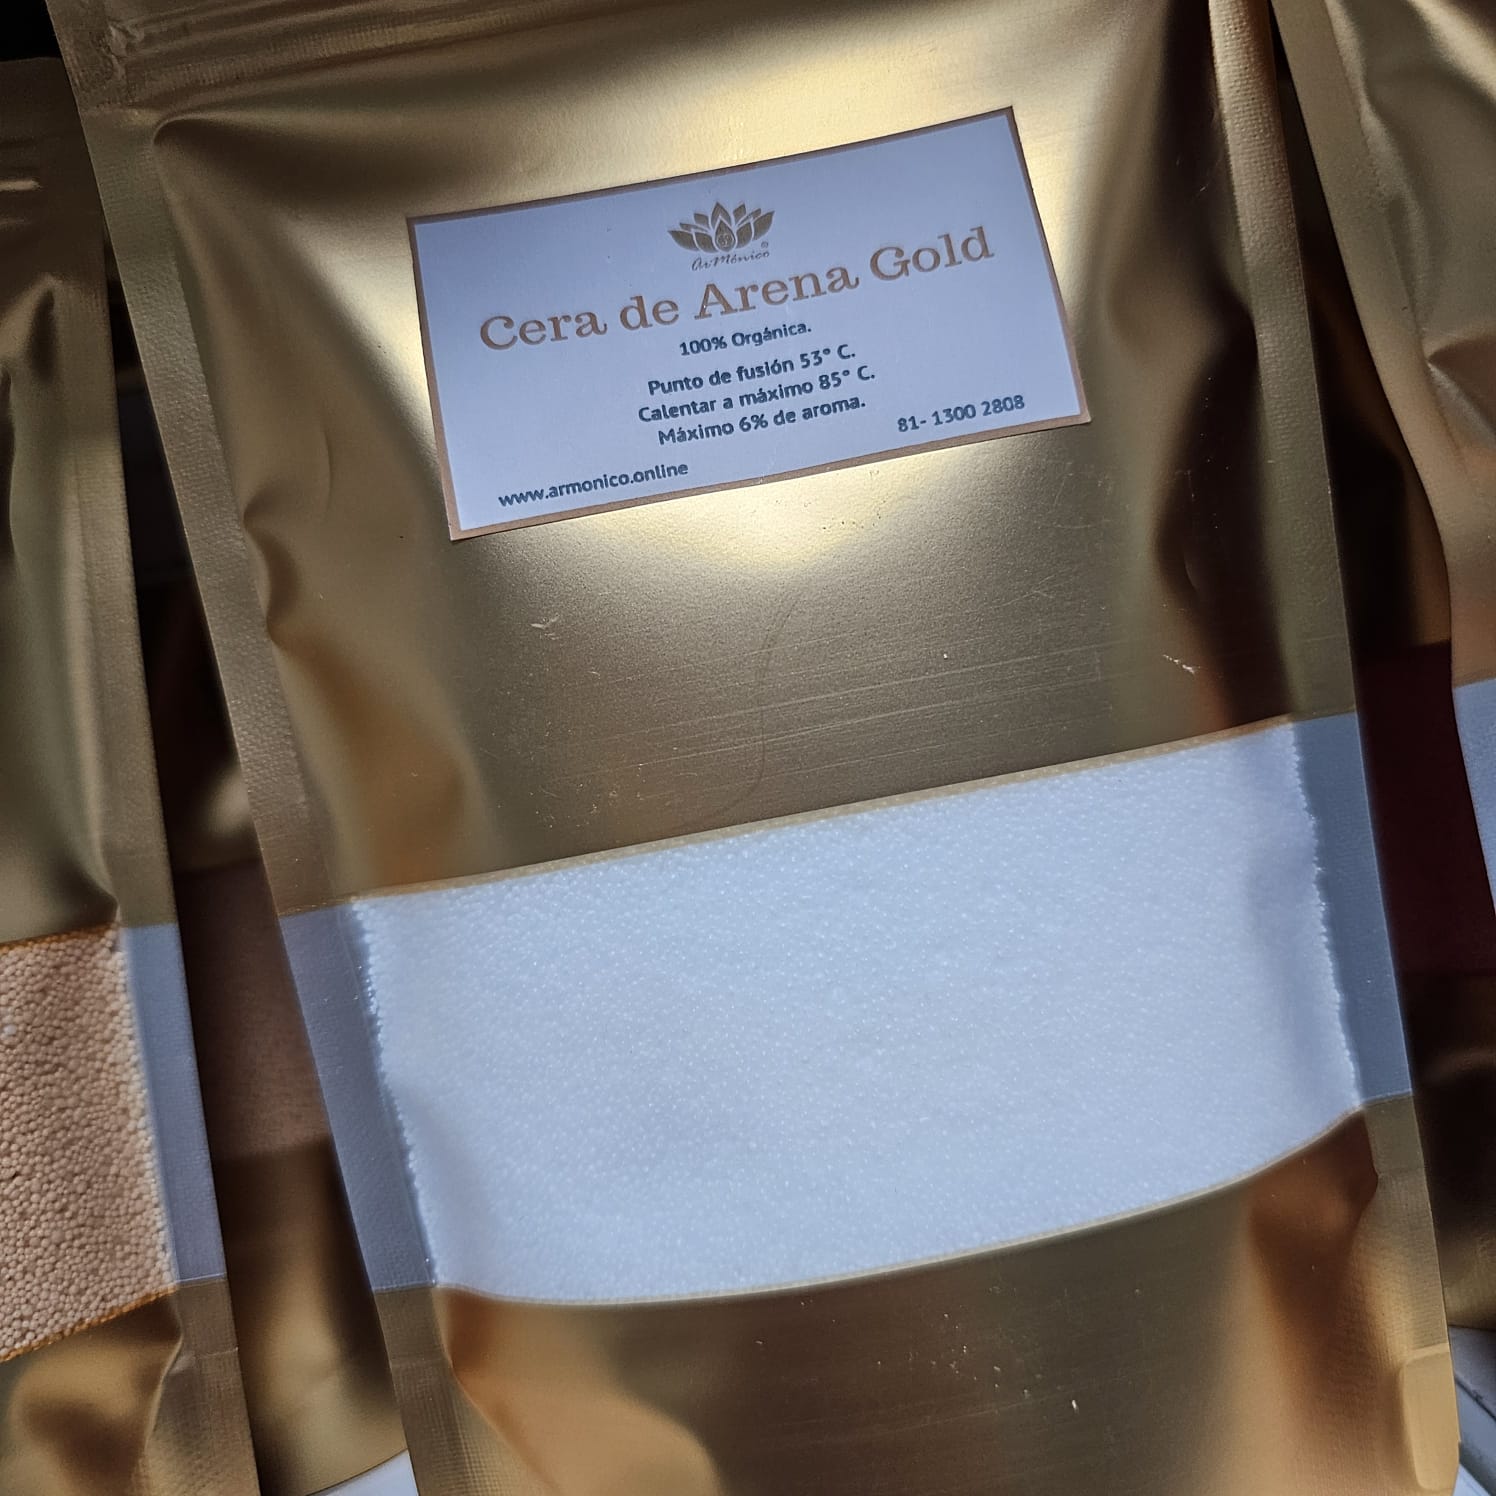 ArMónico®
Cera de Arena Gold
100% Orgánica.
Punto de fusión 53° C.
Calentar a máximo 85° C.
Máximo 6% de aroma.
81- 1300 2808
www.armonico.online